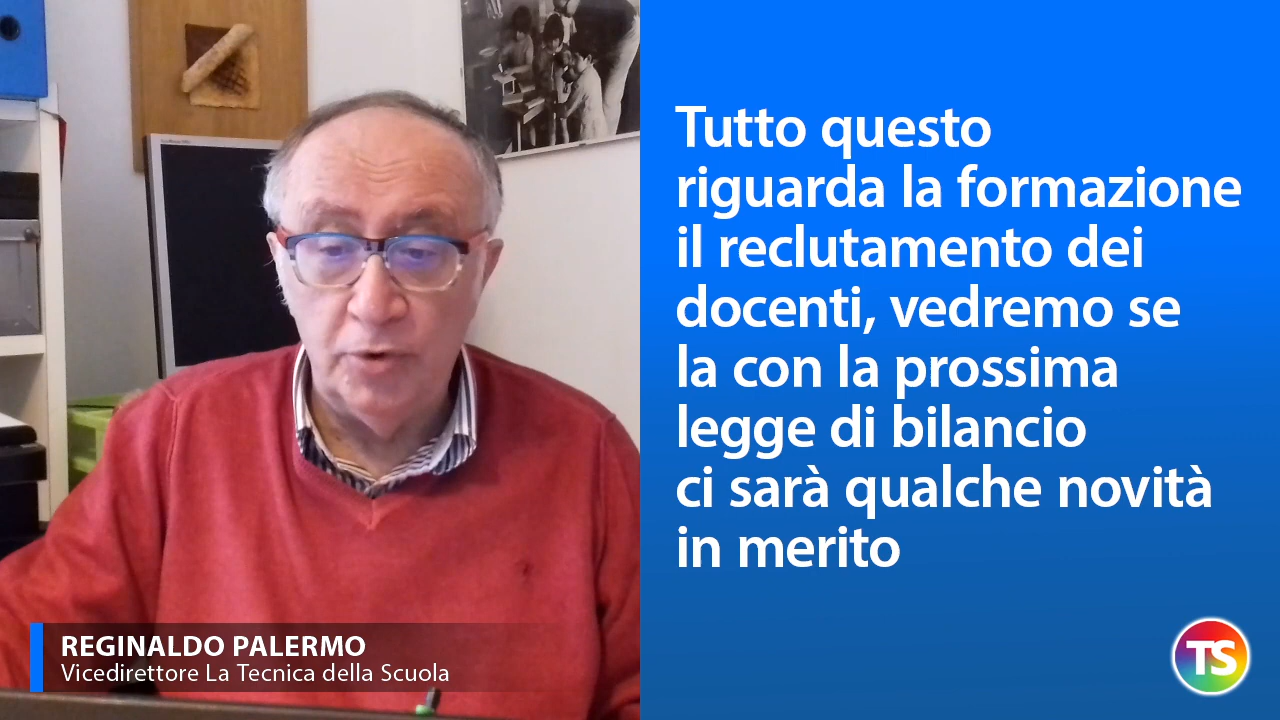 Tutto questo
riguarda la formazione
il reclutamento dei
docenti, vedremo se
la con la prossima
legge di bilancio
ci sarà qualche novità
in merito
REGINALDO PALERMO
Vicedirettore La Tecnica della Scuola
TS